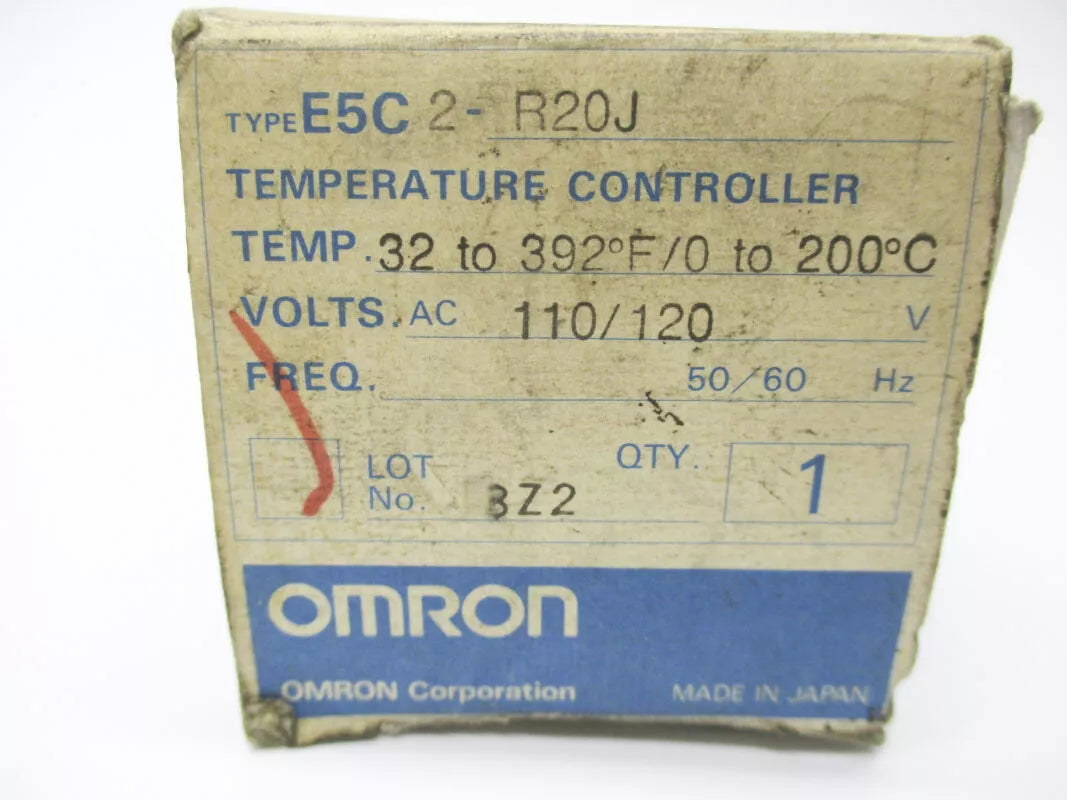 TYPE E5C 2- R20J
TEMPERATURE CONTROLLER
TEMP. 32 to 392°F/0 to 200°C
VOLTS. AC 110/120 V
FREQ. 50/60 Hz
LOT No. 3Z2
QTY. 1
OMRON
OMRON Corporation MADE IN JAPAN